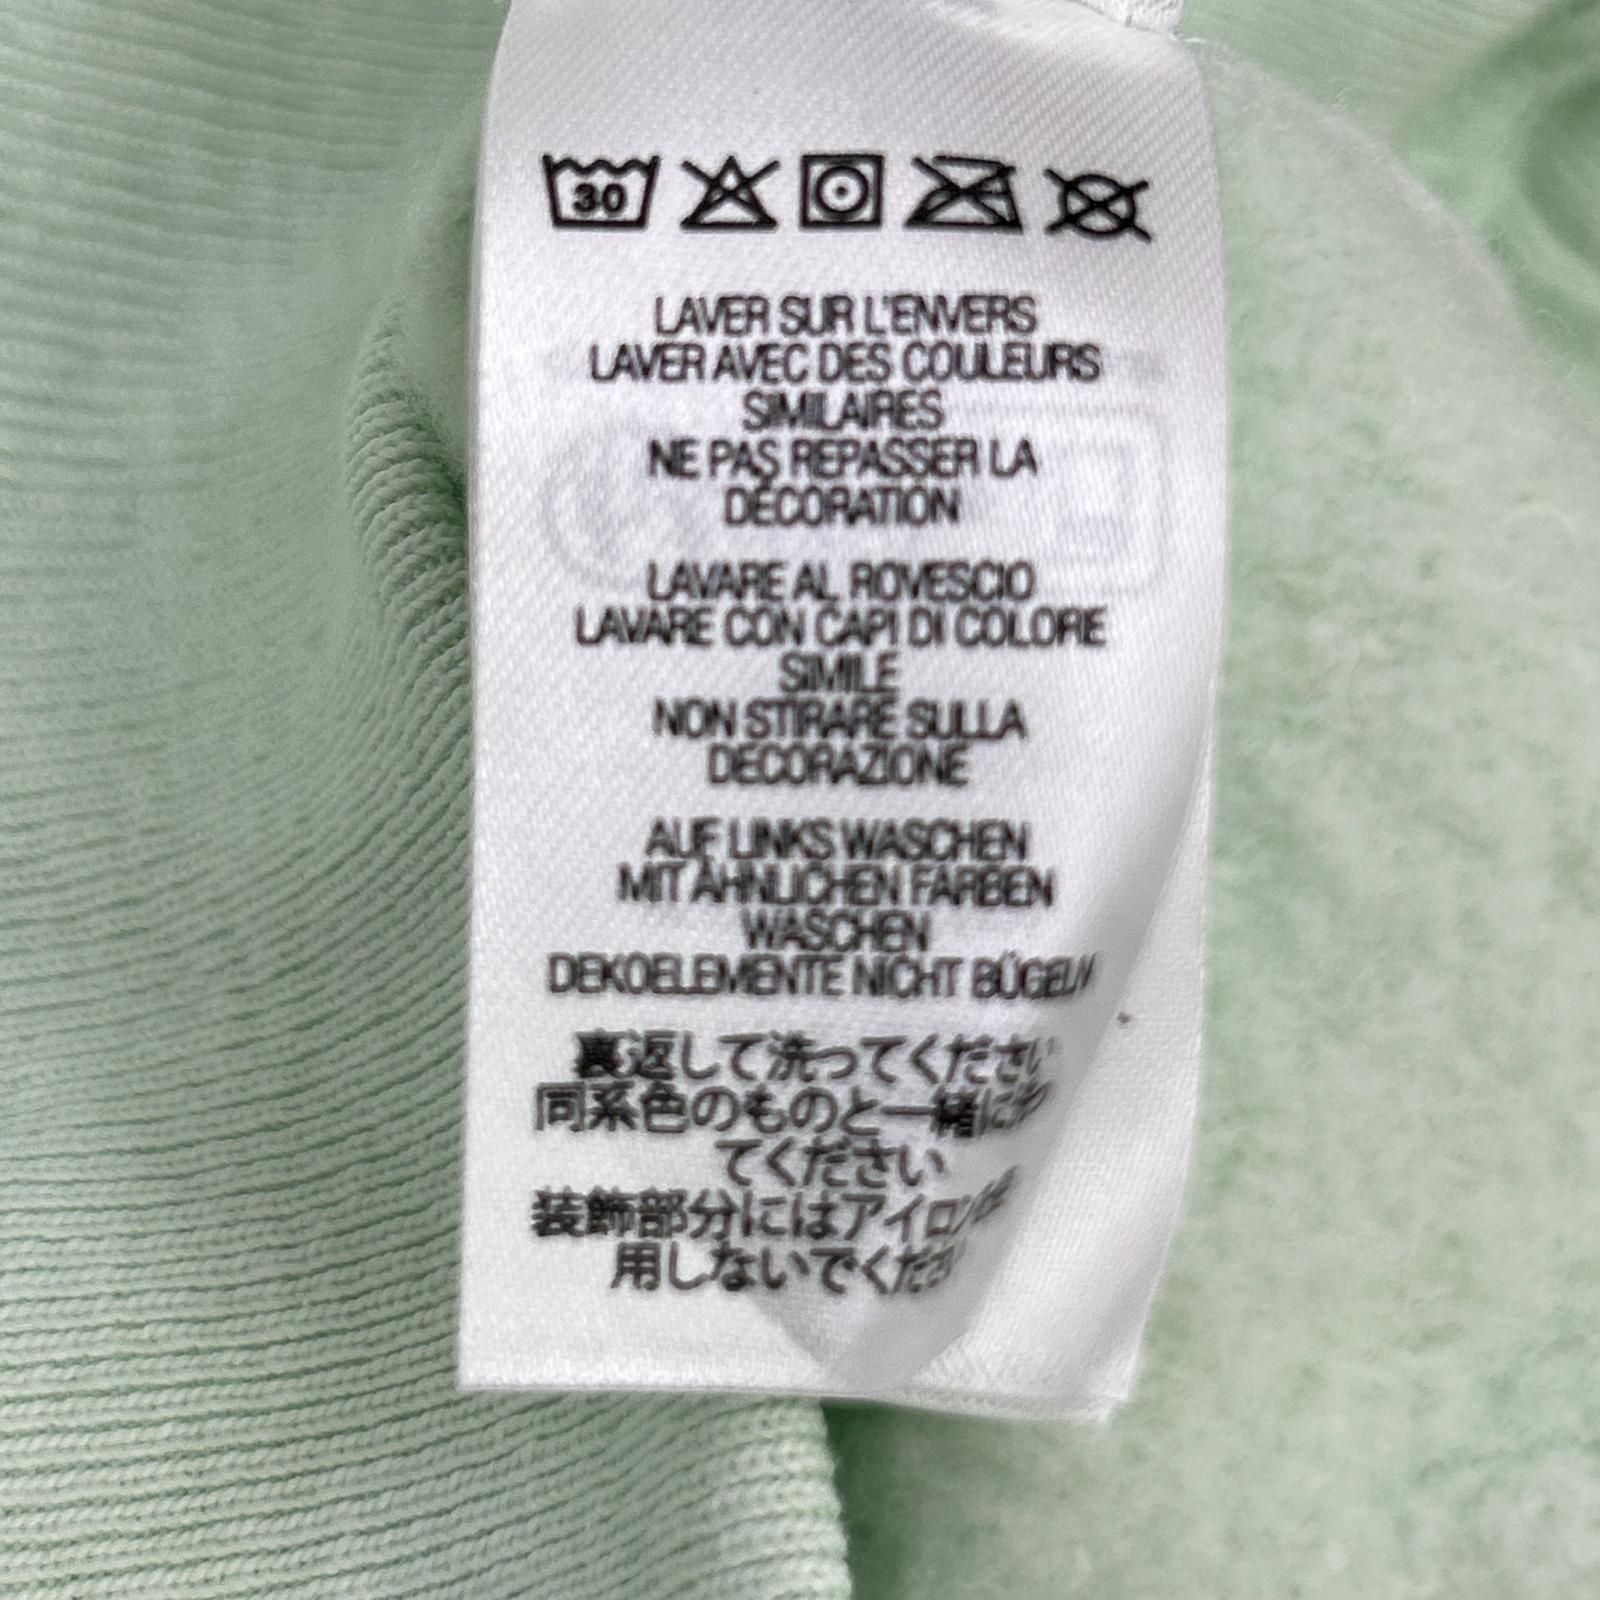 30
LAVER SUR L'ENVERS
LAVER AVEC DES COULEURS
SIMILAIRES
NE PAS REPASSER LA
DÉCORATION
LAVARE AL ROVESCIO
LAVARE CON CAPI DI COLORE
SIMILE
NON STIRARE SULLA
DECORAZIONE
AUF LINKS WASCHEN
MIT ÄHNLICHEN FARBEN
WASCHEN
DEKOELEMENTE NICHT BÜGELN
裏返して洗ってください
同系色のものと一緒に
てください
装飾部分にはアイロン
用しないでくださ